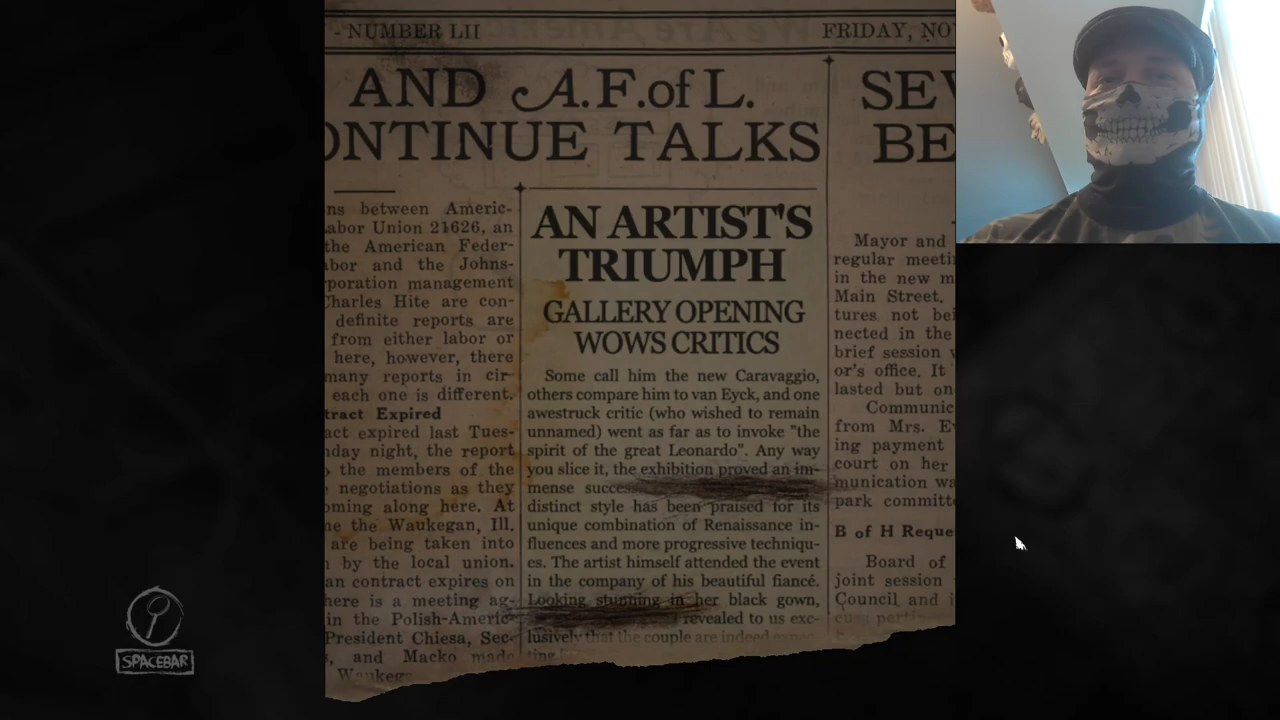 - NUMBER LII
FRIDAY, NO
AND A.F.of L.
ONTINUE TALKS
SE
BE
ns between Americ-
abor Union 21626, an
the American Feder-
bor and the Johns-
poration management
Charles Hite are con-
definite reports are
from either labor or
here, however, there
many reports in cir-
each one is different.
tract Expired
act expired last Tues-
day night, the report
the members of the
negotiations as they
oming along here. At
e the Waukegan, Ill.
are being taken into
by the local union.
an contract expires on
here is a meeting ag-
in the Polish-Americ-
President Chiesa, Sec-
, and Macko made
Waukeg
AN ARTIST'S
TRIUMPH
GALLERY OPENING
WOWS CRITICS
Some call him the new Caravaggio,
others compare him to van Eyck, and one
awestruck critic (who wished to remain
unnamed) went as far as to invoke "the
spirit of the great Leonardo". Any way
you slice it, the exhibition proved an im-
mense succes
distinct style has been praised for its
unique combination of Renaissance in-
fluences and more progressive techniqu-
es. The artist himself attended the event
in the company of his beautiful fiancé.
Looking stunning in her black gown,
revealed to us exc-
lusively that the couple are indeed expec-
ting
Mayor and
regular meeti
in the new m
Main Street.
tures not bei
nected in the
brief session
or's office. It
lasted but on
Communic
from Mrs. E
ing payment
court on her
munication wa
park committ
B of H Reque
Board of
joint session
Council and i
SPACEBAR